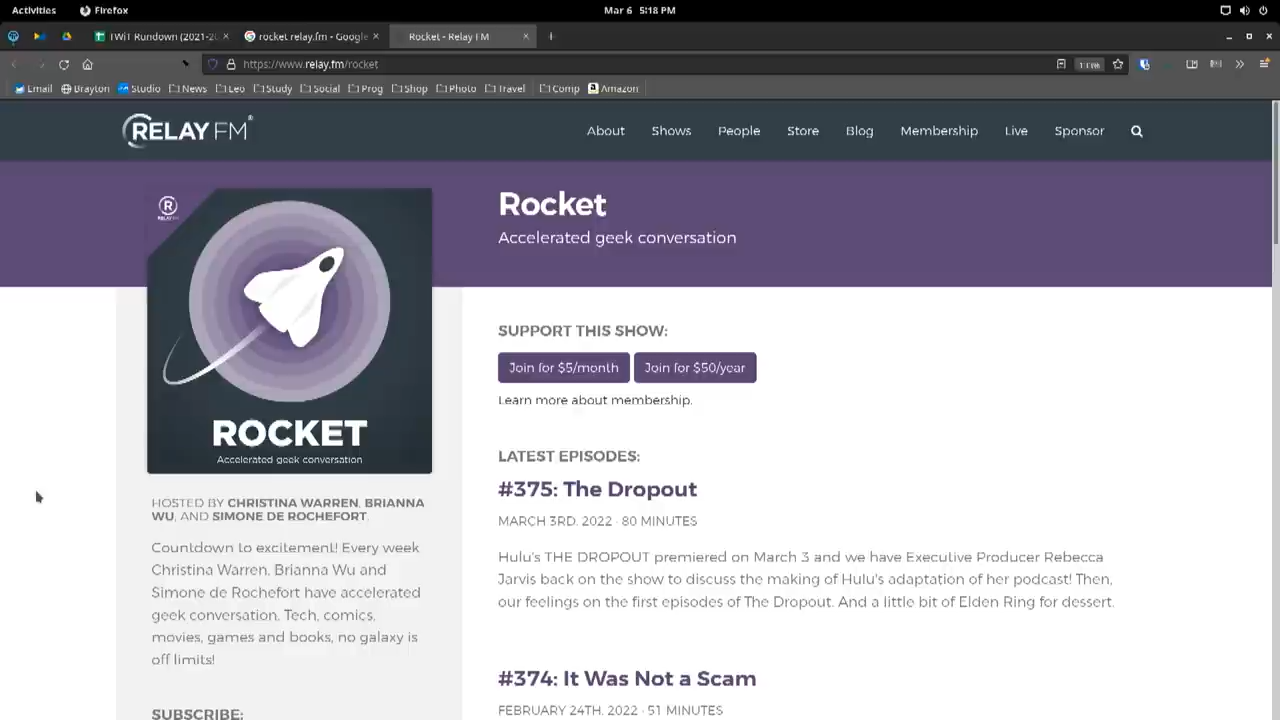 Activities
Firefox
Mar 6 5:18 PM
TWiT Rundown (2021-20
rocket relay.fm - Google
Rocket - Relay FM
https://www.relay.fm/rocket
Email
Brayton
Studio
News
Leo
Study
Social
Prog
Shop
Photo
Travel
Comp
Amazon
RELAY FM
About
Shows
People
Store
Blog
Membership
Live
Sponsor
Rocket
Accelerated geek conversation
ROCKET
Accelerated geek conversation
HOSTED BY CHRISTINA WARREN, BRIANNA
WU, AND SIMONE DE ROCHEFORT.
Countdown to excitement! Every week
Christina Warren, Brianna Wu and
Simone de Rochefort have accelerated
geek conversation. Tech, comics,
movies, games and books, no galaxy is
off limits!
SUBSCRIBE:
SUPPORT THIS SHOW:
Join for $5/month
Join for $50/year
Learn more about membership.
LATEST EPISODES:
#375: The Dropout
MARCH 3RD, 2022 · 80 MINUTES
Hulu's THE DROPOUT premiered on March 3 and we have Executive Producer Rebecca
Jarvis back on the show to discuss the making of Hulu's adaptation of her podcast! Then,
our feelings on the first episodes of The Dropout. And a little bit of Elden Ring for dessert.
#374: It Was Not a Scam
FEBRUARY 24TH, 2022 · 51 MINUTES